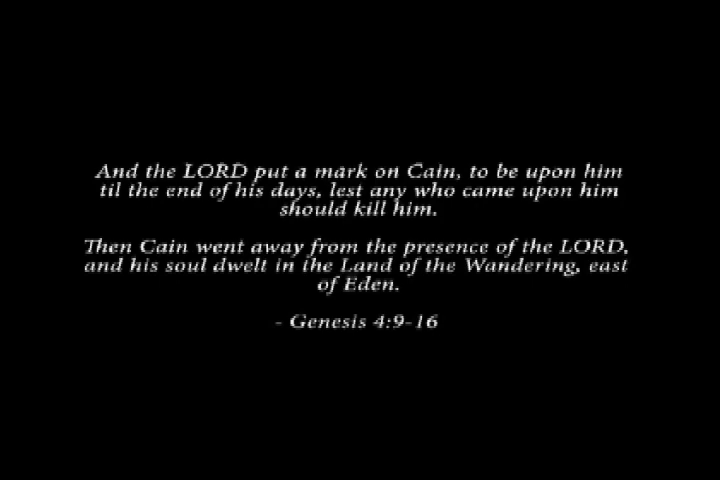 And the LORD put a mark on Cain, to be upon him
til the end of his days, lest any who came upon him
should kill him.
Then Cain went away from the presence of the LORD,
and his soul dwelt in the Land of the Wandering, east
of Eden.
- Genesis 4:9-16